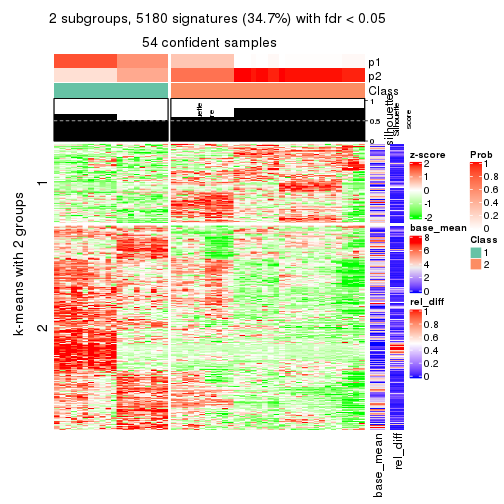 2 subgroups, 5180 signatures (34.7%) with fdr < 0.05
54 confident samples
p1
p2
Class
1
0.5
0
silhouette
Silhouette
score
k-means with 2 groups
1
2
base_mean
rel_diff
z-score
2
1
0
-1
-2
base_mean
8
6
4
2
0
rel_diff
1
0.8
0.6
0.4
0.2
0
Prob
1
0.8
0.6
0.4
0.2
0
Class
1
2